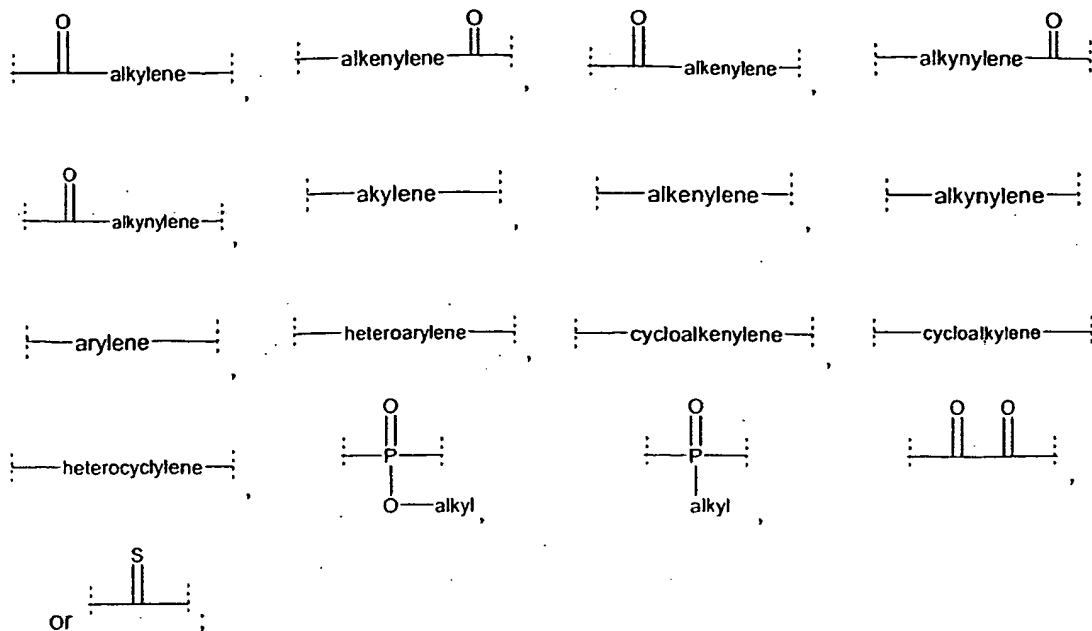 O O O O
alkylene , alkenylene , alkenylene , alkynylene ,
O
alkynylene , akylene , alkenylene , alkynylene ,
arylene , heteroarylene , cycloalkenylene , cycloalkylene ,
O O O O
heterocyclylene , P P ,
O alkyl , alkyl ,
S
or ;